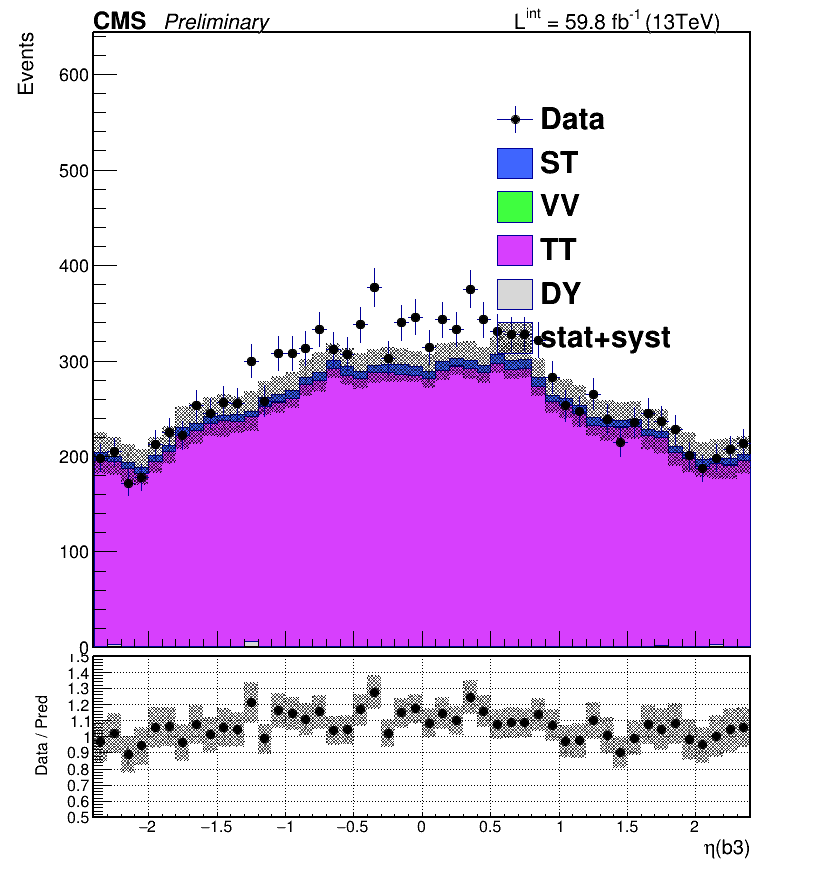 CMS Preliminary L^int = 59.8 fb⁻¹ (13TeV)
Events
600
500
400
300
200
100
0
Data
ST
VV
TT
DY
stat+syst
Data / Pred
1.5
1.4
1.3
1.2
1.1
1
0.9
0.8
0.7
0.6
0.5
−2 −1.5 −1 −0.5 0 0.5 1 1.5 2
η(b3)